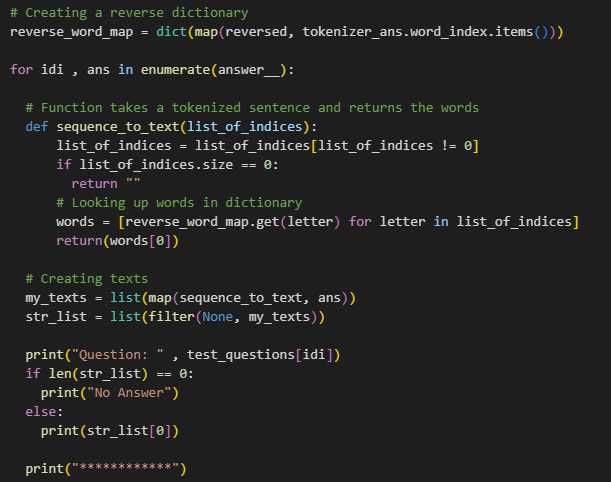 # Creating a reverse dictionary
reverse_word_map = dict(map(reversed, tokenizer_ans.word_index.items()))
for idi , ans in enumerate(answer__):
# Function takes a tokenized sentence and returns the words
def sequence_to_text(list_of_indices):
list_of_indices = list_of_indices[list_of_indices != 0]
if list_of_indices.size == 0:
return ""
# Looking up words in dictionary
words = [reverse_word_map.get(letter) for letter in list_of_indices]
return(words[0])
# Creating texts
my_texts = list(map(sequence_to_text, ans))
str_list = list(filter(None, my_texts))
print("Question: " , test_questions[idi])
if len(str_list) == 0:
print("No Answer")
else:
print(str_list[0])
print("************")